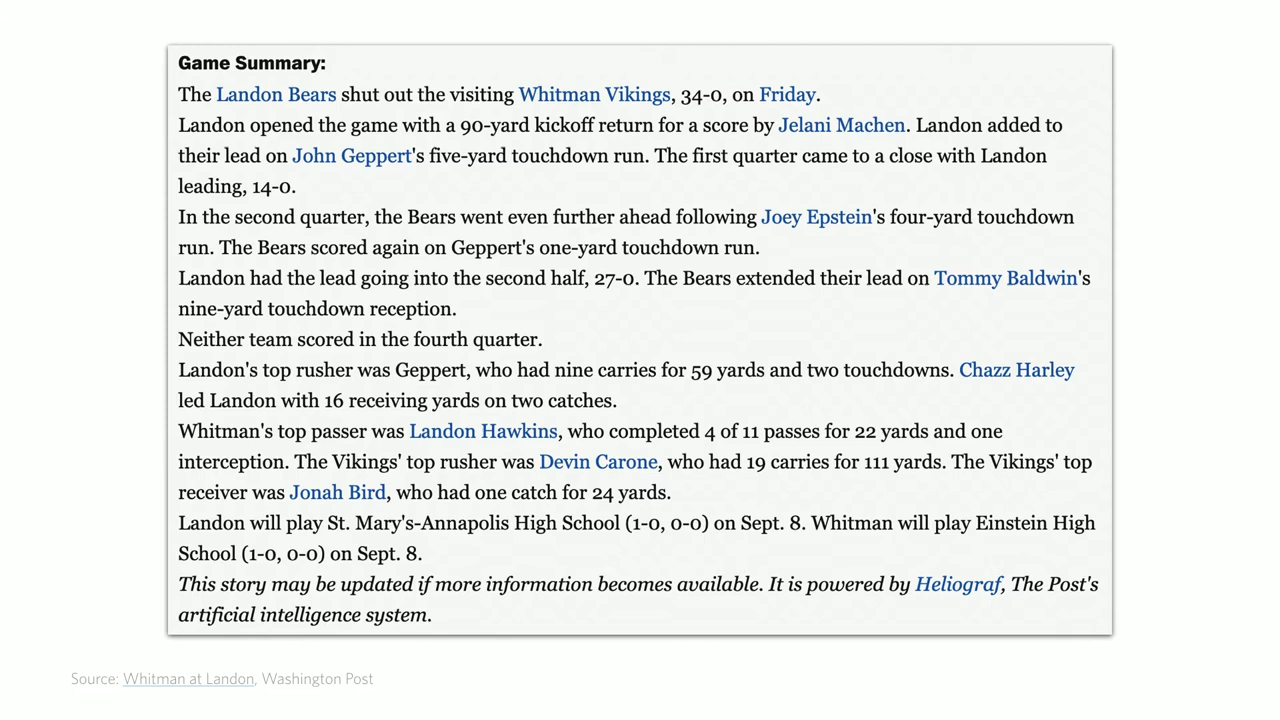 Game Summary:
The Landon Bears shut out the visiting Whitman Vikings, 34-0, on Friday.
Landon opened the game with a 90-yard kickoff return for a score by Jelani Machen. Landon added to
their lead on John Geppert's five-yard touchdown run. The first quarter came to a close with Landon
leading, 14-0.
In the second quarter, the Bears went even further ahead following Joey Epstein's four-yard touchdown
run. The Bears scored again on Geppert's one-yard touchdown run.
Landon had the lead going into the second half, 27-0. The Bears extended their lead on Tommy Baldwin's
nine-yard touchdown reception.
Neither team scored in the fourth quarter.
Landon's top rusher was Geppert, who had nine carries for 59 yards and two touchdowns. Chazz Harley
led Landon with 16 receiving yards on two catches.
Whitman's top passer was Landon Hawkins, who completed 4 of 11 passes for 22 yards and one
interception. The Vikings' top rusher was Devin Carone, who had 19 carries for 111 yards. The Vikings' top
receiver was Jonah Bird, who had one catch for 24 yards.
Landon will play St. Mary's-Annapolis High School (1-0, 0-0) on Sept. 8. Whitman will play Einstein High
School (1-0, 0-0) on Sept. 8.
This story may be updated if more information becomes available. It is powered by Heliograf, The Post's
artificial intelligence system.
Source: Whitman at Landon, Washington Post